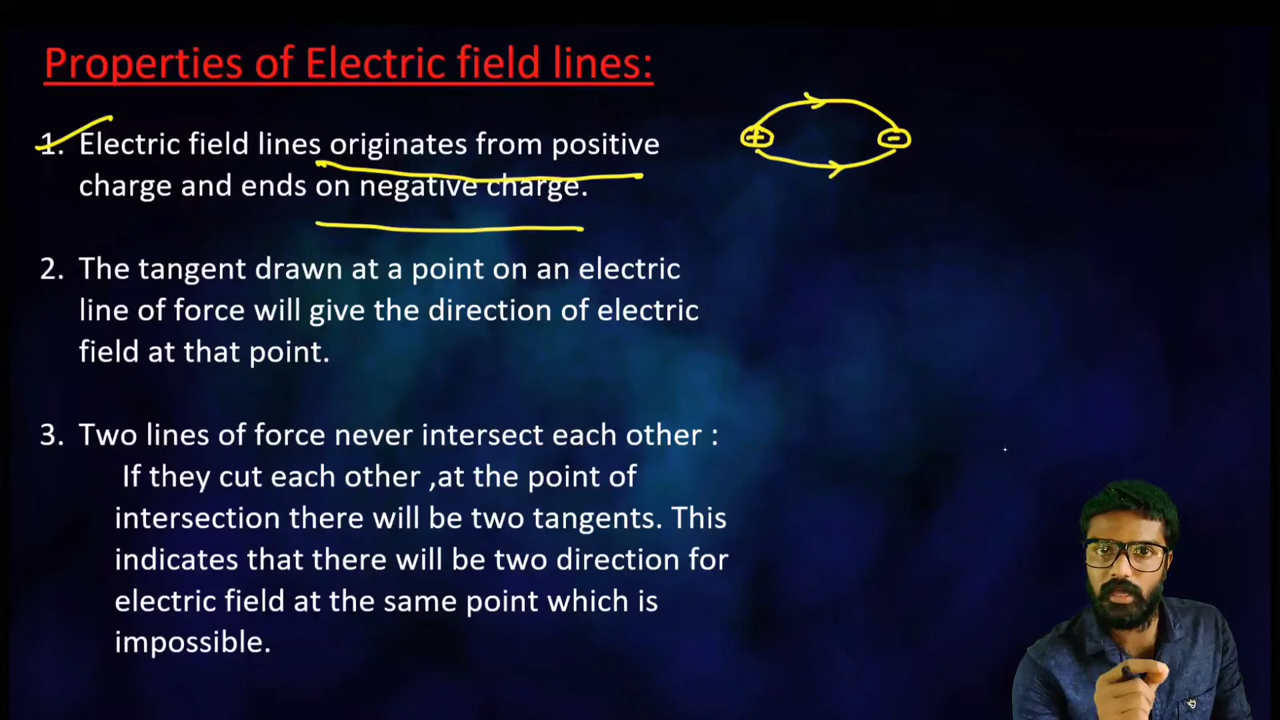 Properties of Electric field lines:
1. Electric field lines originates from positive
charge and ends on negative charge.
+ -
2. The tangent drawn at a point on an electric
line of force will give the direction of electric
field at that point.
3. Two lines of force never intersect each other :
If they cut each other ,at the point of
intersection there will be two tangents. This
indicates that there will be two direction for
electric field at the same point which is
impossible.